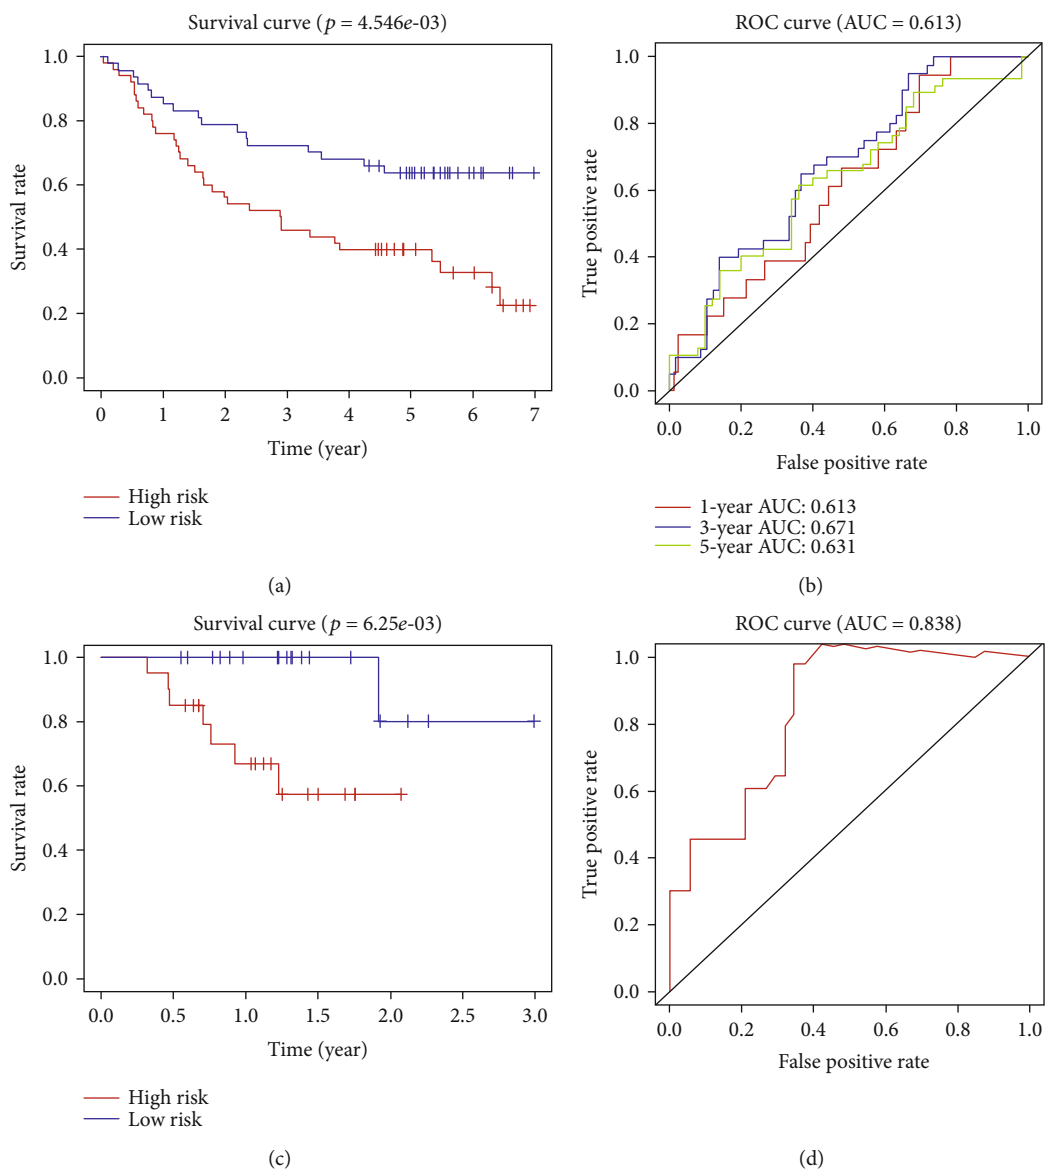 Survival curve (p = 4.546e-03)
Survival rate
1.0
0.8
0.6
0.4
0.2
0.0
0 1 2 3 4 5 6 7
Time (year)
High risk
Low risk
(a)
ROC curve (AUC = 0.613)
True positive rate
1.0
0.8
0.6
0.4
0.2
0.0
0.0 0.2 0.4 0.6 0.8 1.0
False positive rate
1-year AUC: 0.613
3-year AUC: 0.671
5-year AUC: 0.631
(b)
Survival curve (p = 6.25e-03)
Survival rate
1.0
0.8
0.6
0.4
0.2
0.0
0.0 0.5 1.0 1.5 2.0 2.5 3.0
Time (year)
High risk
Low risk
(c)
ROC curve (AUC = 0.838)
True positive rate
1.0
0.8
0.6
0.4
0.2
0.0
0.0 0.2 0.4 0.6 0.8 1.0
False positive rate
(d)